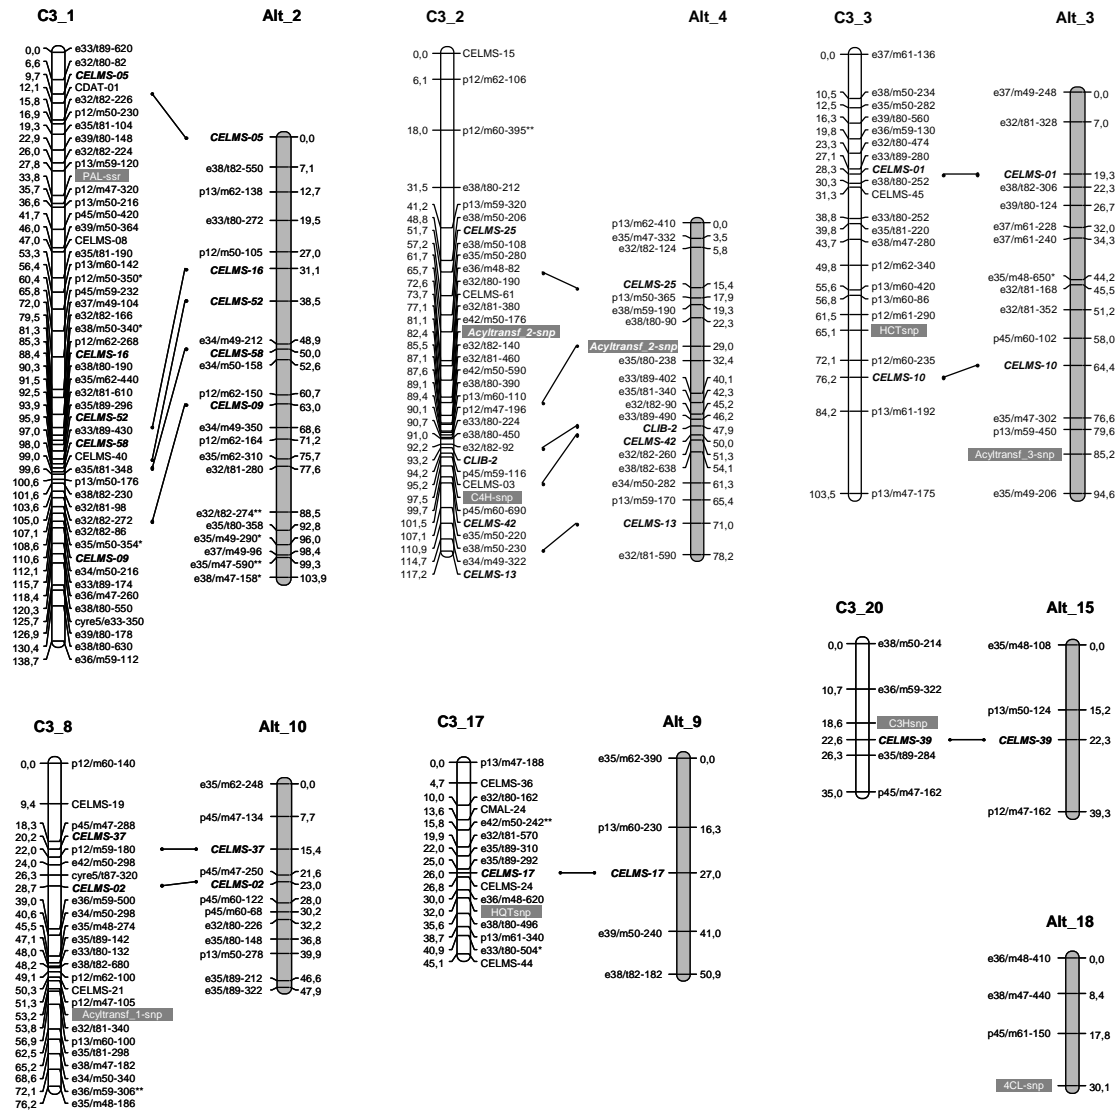 C3_1
0,0 e33/t89-620
6,6 e32/t80-82
9,7 CELMS-05
12,1 CDAT-01
15,8 e32/t82-226
16,9 p12/m50-230
19,3 e35/t81-104
22,9 e39/t80-148
26,0 e32/t82-224
27,8 p13/m59-120
33,8 PAL-ssr
35,7 p12/m47-320
36,6 p13/m50-216
41,7 p45/m50-420
46,0 e39/m50-364
47,0 CELMS-08
53,3 e35/t81-190
56,4 p13/m60-142
60,4 p12/m50-350*
65,8 p45/m59-232
72,0 e37/m49-104
79,5 e32/t82-166
81,3 e38/m50-340*
85,3 p12/m62-268
88,4 CELMS-16
90,3 e38/t80-190
91,5 e35/m62-440
92,5 e32/t81-610
93,9 e35/t89-296
95,9 CELMS-52
97,0 e33/t89-430
98,0 CELMS-58
99,0 CELMS-40
99,6 e35/t81-348
100,6 p13/m50-176
101,6 e38/t82-230
103,6 e32/t81-98
105,0 e32/t82-272
107,1 e32/t82-86
108,6 e35/m50-354*
110,6 CELMS-09
112,1 e34/m50-216
115,7 e33/t89-174
118,4 e36/m47-260
120,3 e38/t80-550
125,7 cyre5/e33-350
126,9 e39/t80-178
130,4 e38/t80-630
138,7 e36/m59-112
Alt_2
CELMS-05 0,0
e38/t82-550 7,1
p13/m62-138 12,7
e33/t80-272 19,5
p12/m50-105 27,0
CELMS-16 31,1
CELMS-52 38,5
e34/m49-212 48,9
CELMS-58 50,0
e34/m50-158 52,6
p12/m62-150 60,7
CELMS-09 63,0
e34/m49-350 68,6
p12/m62-164 71,2
e35/m62-310 75,7
e32/t81-280 77,6
e32/t82-274** 88,5
e35/t80-358 92,8
e35/m49-290* 96,0
e37/m49-96 98,4
e35/m47-590** 99,3
e38/m47-158* 103,9
C3_2
0,0 CELMS-15
6,1 p12/m62-106
18,0 p12/m60-395**
31,5 e38/t80-212
41,2 p13/m59-320
48,8 e38/m50-206
51,7 CELMS-25
57,2 e38/m50-108
61,7 e35/m50-280
65,7 e36/m48-82
72,6 e32/t80-190
73,7 CELMS-61
77,1 e32/t81-380
81,1 e42/m50-176
82,4 Acyltransf_2-snp
85,5 e32/t82-140
87,1 e32/t81-460
87,6 e42/m50-590
89,1 e38/t80-390
89,4 p13/m60-110
90,1 p12/m47-196
90,7 e33/t80-224
91,0 e38/t80-450
92,2 e32/t82-92
93,2 CLIB-2
94,2 p45/m59-116
95,2 CELMS-03
97,5 C4H-snp
99,7 p45/m60-690
101,5 CELMS-42
107,1 e35/m50-220
110,9 e38/m50-230
114,7 e34/m49-322
117,2 CELMS-13
Alt_4
p13/m62-410 0,0
e35/m47-332 3,5
e32/t82-124 5,8
CELMS-25 15,4
p13/m50-365 17,9
e38/m59-190 19,3
e38/t80-90 22,3
Acyltransf_2-snp 29,0
e35/t80-238 32,4
e33/t89-402 40,1
e35/t81-340 42,3
e32/t82-90 45,2
e33/t89-490 46,2
CLIB-2 47,9
CELMS-42 50,0
e32/t82-260 51,3
e38/t82-638 54,1
e34/m50-282 61,3
p13/m59-170 65,4
CELMS-13 71,0
e32/t81-590 78,2
C3_3
0,0 e37/m61-136
10,5 e38/m50-234
12,5 e35/m50-282
16,3 e39/t80-560
19,8 e36/m59-130
23,3 e32/t80-474
27,1 e33/t89-280
28,3 CELMS-01
30,3 e38/t80-252
31,3 CELMS-45
38,8 e33/t80-252
39,8 e35/t81-220
43,7 e38/m47-280
49,8 p12/m62-340
55,6 p13/m60-420
56,8 p13/m60-86
61,5 p12/m61-290
65,1 HCTsnp
72,1 p12/m60-235
76,2 CELMS-10
84,2 p13/m61-192
103,5 p13/m47-175
Alt_3
e37/m49-248 0,0
e32/t81-328 7,0
CELMS-01 19,3
e38/t82-306 22,3
e39/t80-124 26,7
e37/m61-228 32,0
e37/m61-240 34,3
e35/m48-650* 44,2
e32/t81-168 45,5
e32/t81-352 51,2
p45/m60-102 58,0
CELMS-10 64,4
e35/m47-302 76,6
p13/m59-450 79,6
Acyltransf_3-snp 85,2
e35/m49-206 94,6
C3_20
0,0 e38/m50-214
10,7 e36/m59-322
18,6 C3Hsnp
22,6 CELMS-39
26,3 e35/t89-284
35,0 p45/m47-162
Alt_15
e35/m48-108 0,0
p13/m50-124 15,2
CELMS-39 22,3
p12/m47-162 39,3
C3_8
0,0 p12/m60-140
9,4 CELMS-19
18,3 p45/m47-288
20,2 CELMS-37
22,0 p12/m59-180
24,0 e42/m50-298
26,3 cyre5/t87-320
28,7 CELMS-02
39,0 e36/m59-500
40,6 e34/m50-298
45,5 e35/m48-274
47,1 e35/t89-142
48,0 e33/t80-132
48,2 e38/t82-680
49,1 p12/m62-100
50,3 CELMS-21
51,3 p12/m47-105
53,2 Acyltransf_1-snp
53,8 e32/t81-340
56,9 p13/m60-100
62,5 e35/t81-298
65,2 e38/m47-182
68,6 e34/m50-340
72,1 e36/m59-306**
76,2 e35/m48-186
Alt_10
e35/m62-248 0,0
p45/m47-134 7,7
CELMS-37 15,4
p45/m47-250 21,6
CELMS-02 23,0
p45/m60-122 28,0
p45/m60-68 30,2
e32/t80-226 32,2
e35/t80-148 36,8
p13/m50-278 39,9
e35/t89-212 46,6
e35/t89-322 47,9
C3_17
0,0 p13/m47-188
4,7 CELMS-36
10,0 e32/t80-162
13,6 CMAL-24
15,8 e42/m50-242**
19,9 e32/t81-570
22,0 e35/t89-310
25,0 e35/t89-292
26,0 CELMS-17
26,8 CELMS-24
30,0 e36/m48-620
32,0 HQTsnp
35,6 e38/t80-496
38,7 p13/m61-340
40,9 e33/t80-504*
45,1 CELMS-44
Alt_9
e35/m62-390 0,0
p13/m60-230 16,3
CELMS-17 27,0
e39/m50-240 41,0
e38/t82-182 50,9
Alt_18
e36/m48-410 0,0
e38/m47-440 8,4
p45/m61-150 17,8
4CL-snp 30,1